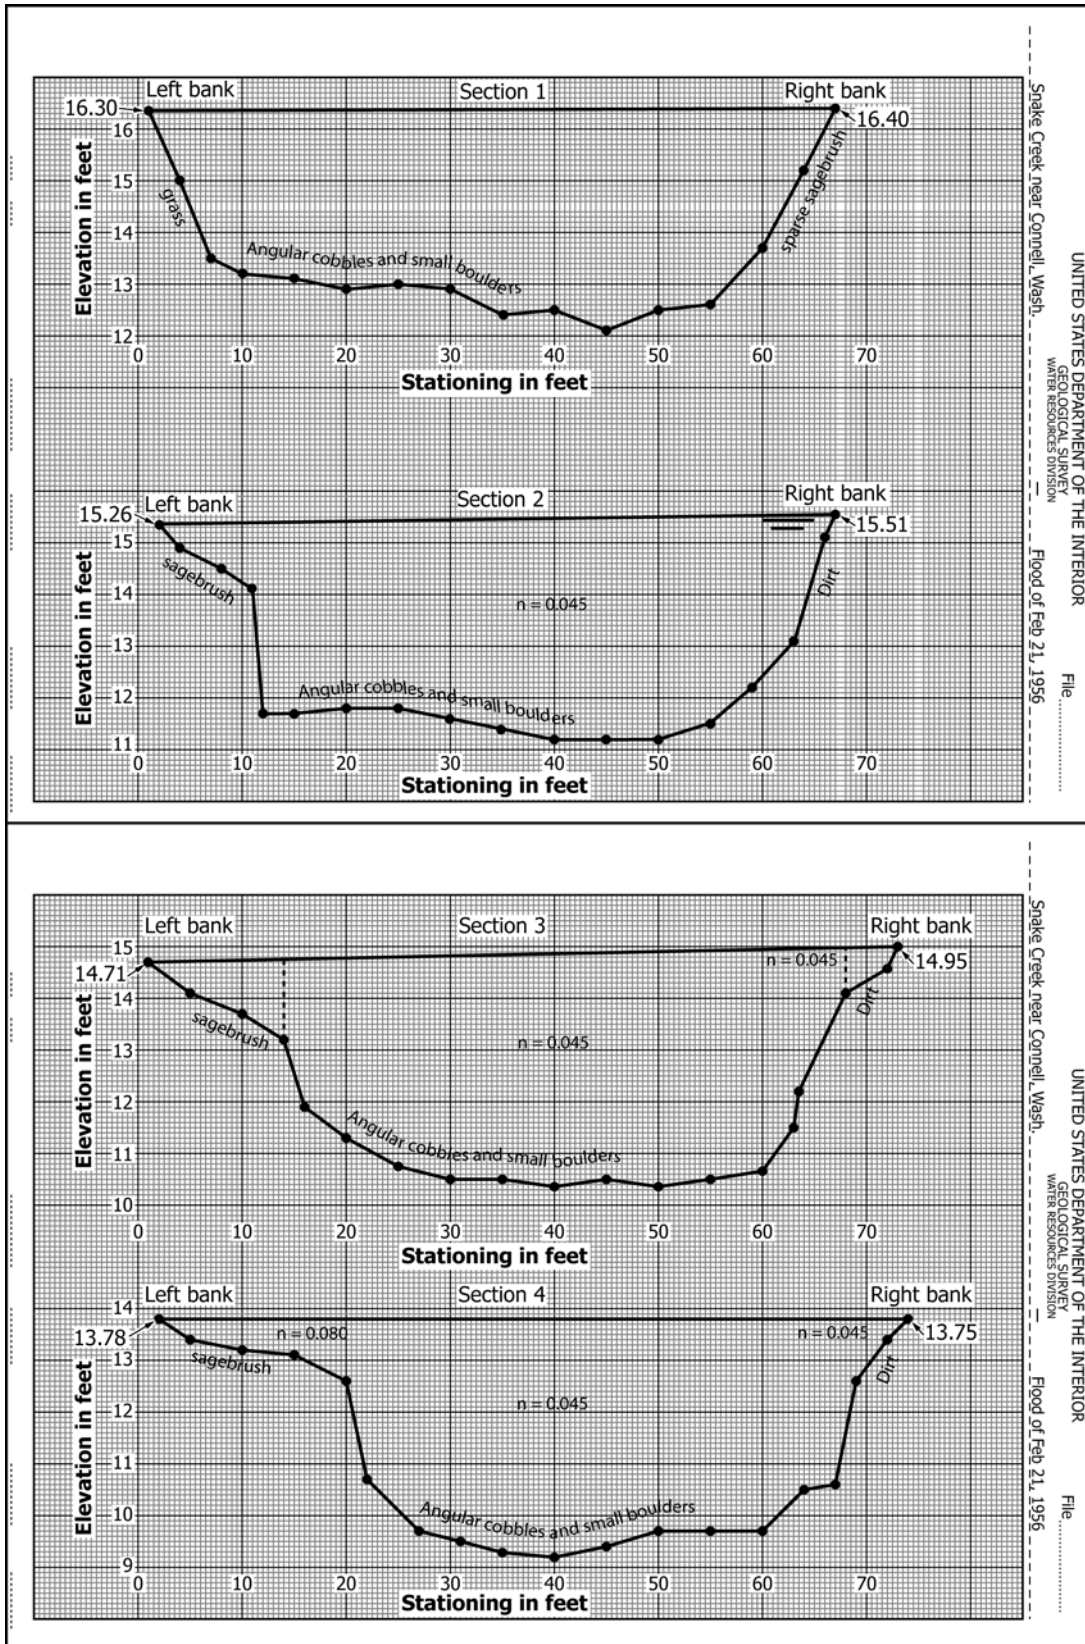 Left bank
Section 1
Right bank
16.30
16.40
16
15
14
13
12
Elevation in feet
grass
Angular cobbles and small boulders
sparse sagebrush
0 10 20 30 40 50 60 70
Stationing in feet
Left bank
Section 2
Right bank
15.26
15.51
15
14
13
12
11
Elevation in feet
sagebrush
n = 0.045
Dirt
Angular cobbles and small boulders
0 10 20 30 40 50 60 70
Stationing in feet
UNITED STATES DEPARTMENT OF THE INTERIOR
GEOLOGICAL SURVEY
WATER RESOURCES DIVISION
File
Snake Creek near Connell, Wash. Flood of Feb 21, 1956
Left bank
Section 3
Right bank
14.71
14.95
15
14
13
12
11
10
Elevation in feet
sagebrush
n = 0.045
n = 0.045
Dirt
Angular cobbles and small boulders
0 10 20 30 40 50 60 70
Stationing in feet
Left bank
Section 4
Right bank
13.78
13.75
14
13
12
11
10
9
Elevation in feet
n = 0.080
n = 0.045
sagebrush
n = 0.045
Dirt
Angular cobbles and small boulders
0 10 20 30 40 50 60 70
Stationing in feet
UNITED STATES DEPARTMENT OF THE INTERIOR
GEOLOGICAL SURVEY
WATER RESOURCES DIVISION
File
Snake Creek near Connell, Wash. Flood of Feb 21, 1956